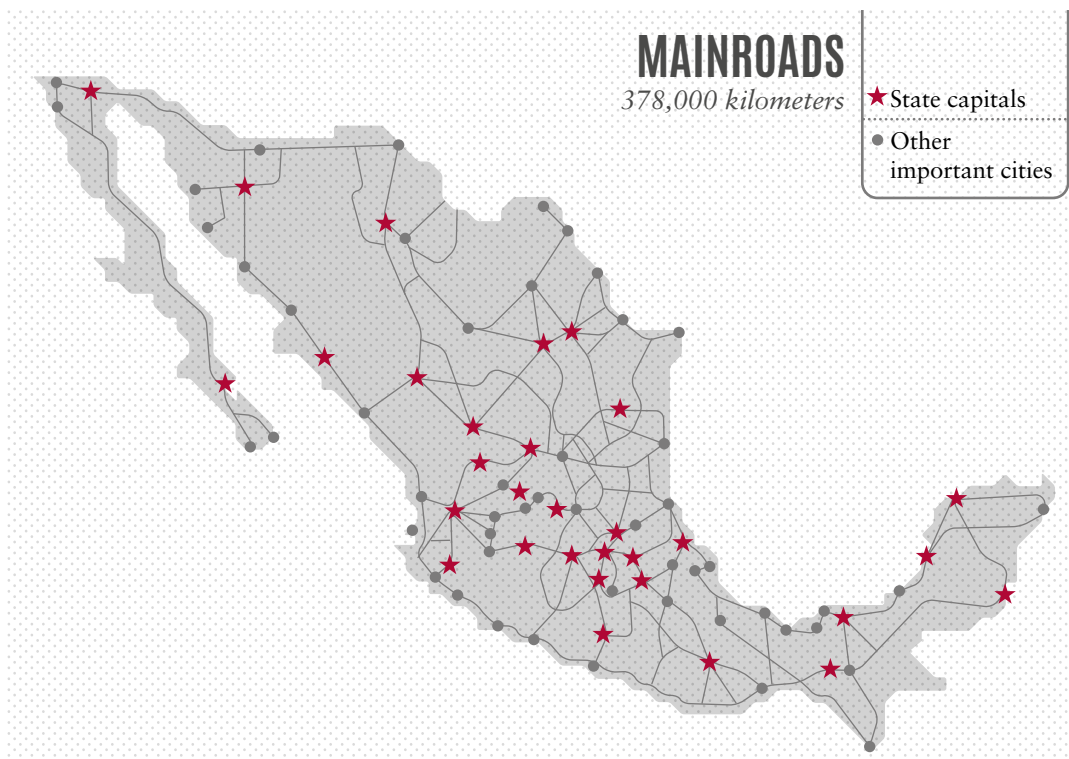 MAINROADS
378,000 kilometers
State capitals
Other
important cities